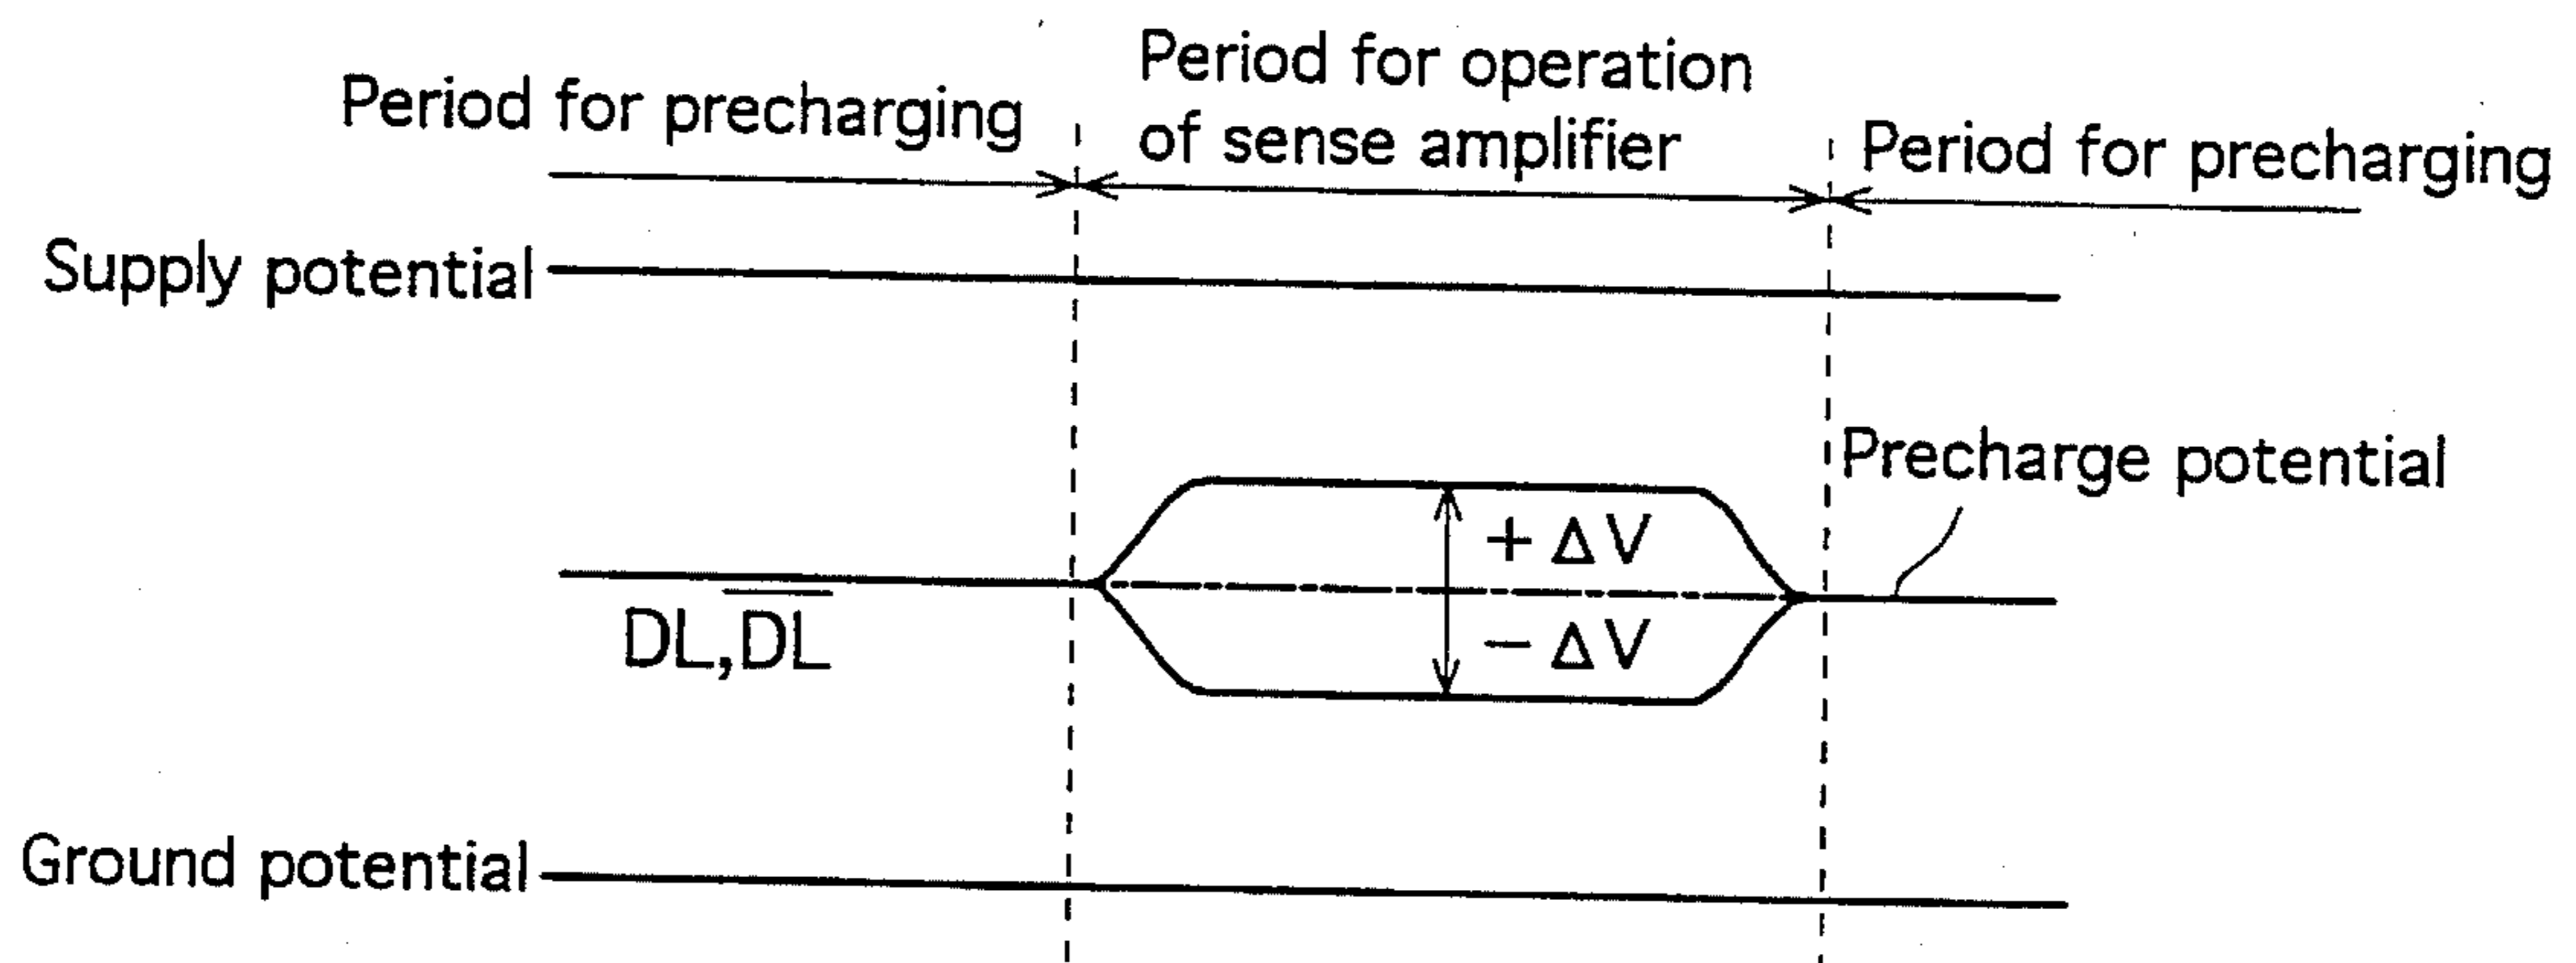 Period for precharging
Period for operation
of sense amplifier
Period for precharging
Supply potential
Precharge potential
+ΔV
DL,D̅L̅
−ΔV
Ground potential